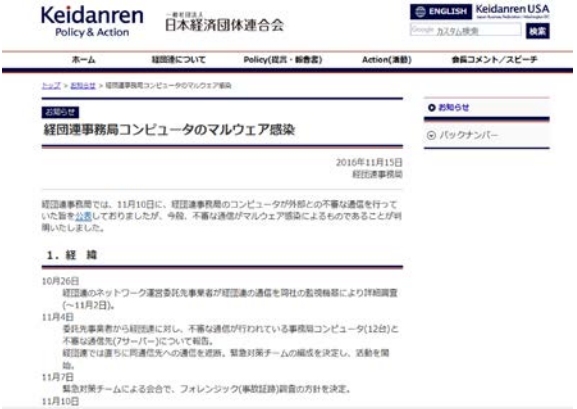 Keidanren
Policy & Action
一般社団法人
日本経済団体連合会
ENGLISH
Keidanren USA
カスタム検索
検索
ホーム
経団連について
Policy(提言・報告書)
Action(活動)
会長コメント/スピーチ
トップ > お知らせ > 経団連事務局コンピュータのマルウェア感染
お知らせ
経団連事務局コンピュータのマルウェア感染
お知らせ
バックナンバー
2016年11月15日
経団連事務局
経団連事務局では、11月10日に、経団連事務局のコンピュータが外部との不審な通信を行って
いた旨を公表しておりましたが、今般、不審な通信がマルウェア感染によるものであることが判
明いたしました。
1. 経 緯
10月26日
経団連のネットワーク運営委託先事業者が経団連の通信を同社の監視機器により詳細調査
(~11月2日)。
11月4日
委託先事業者から経団連に対し、不審な通信が行われている事務局コンピュータ(12台)と
不審な通信先(7サーバー)について報告。
経団連では直ちに同通信先への通信を遮断。緊急対策チームの編成を決定し、活動を開
始。
11月7日
緊急対策チームによる会合で、フォレンジック(事故証跡)調査の方針を決定。
11月10日